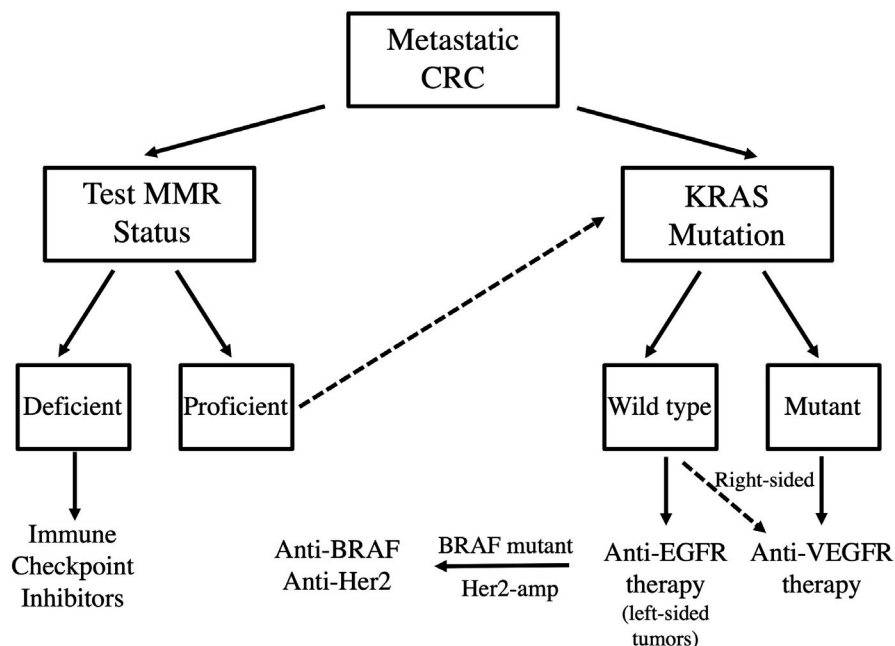 Metastatic
CRC
Test MMR
Status
KRAS
Mutation
Deficient
Proficient
Wild type
Mutant
Right-sided
Immune
Checkpoint
Inhibitors
Anti-BRAF
Anti-Her2
BRAF mutant
Her2-amp
Anti-EGFR
therapy
(left-sided
tumors)
Anti-VEGFR
therapy